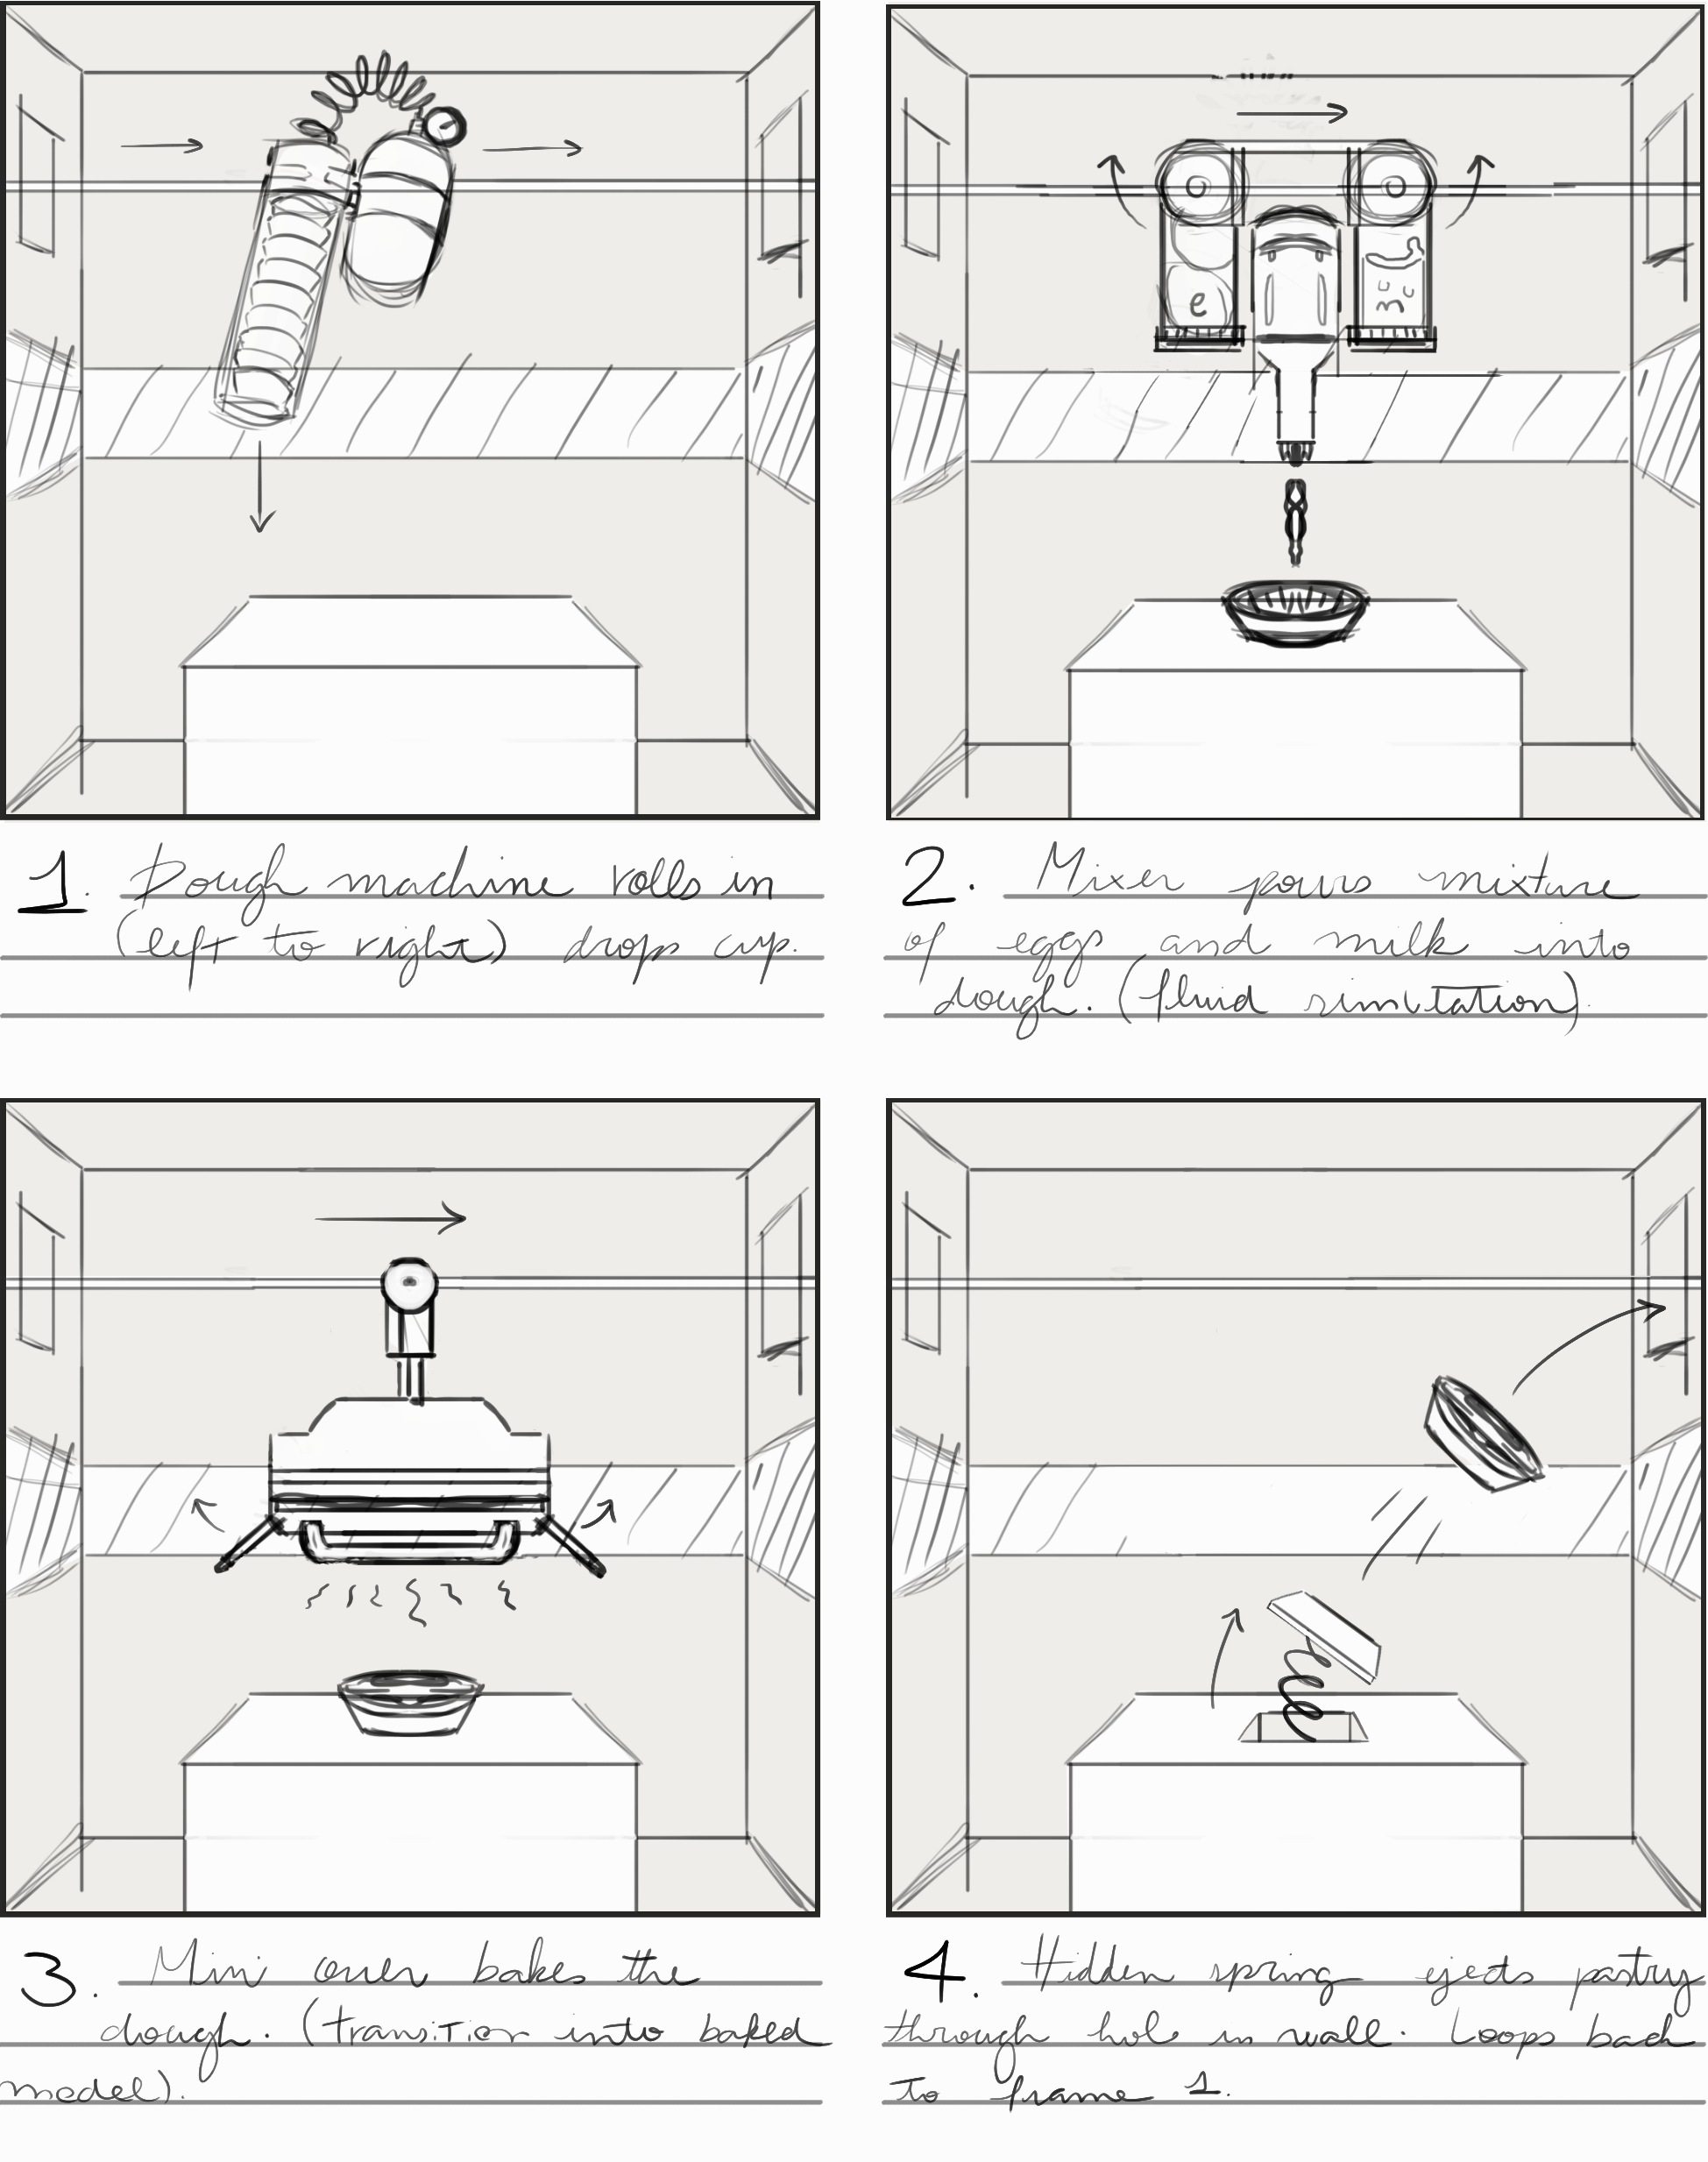 e
m
1. Dough machine rolls in
(left to right) drops cup.
2. Mixer pours mixture
of eggs and milk into
dough. (fluid simultation)
3. Mini oven bakes the
dough. (transition into baked
model).
4. Hidden spring ejects pastry
through hole in wall. Loops back
to frame 1.